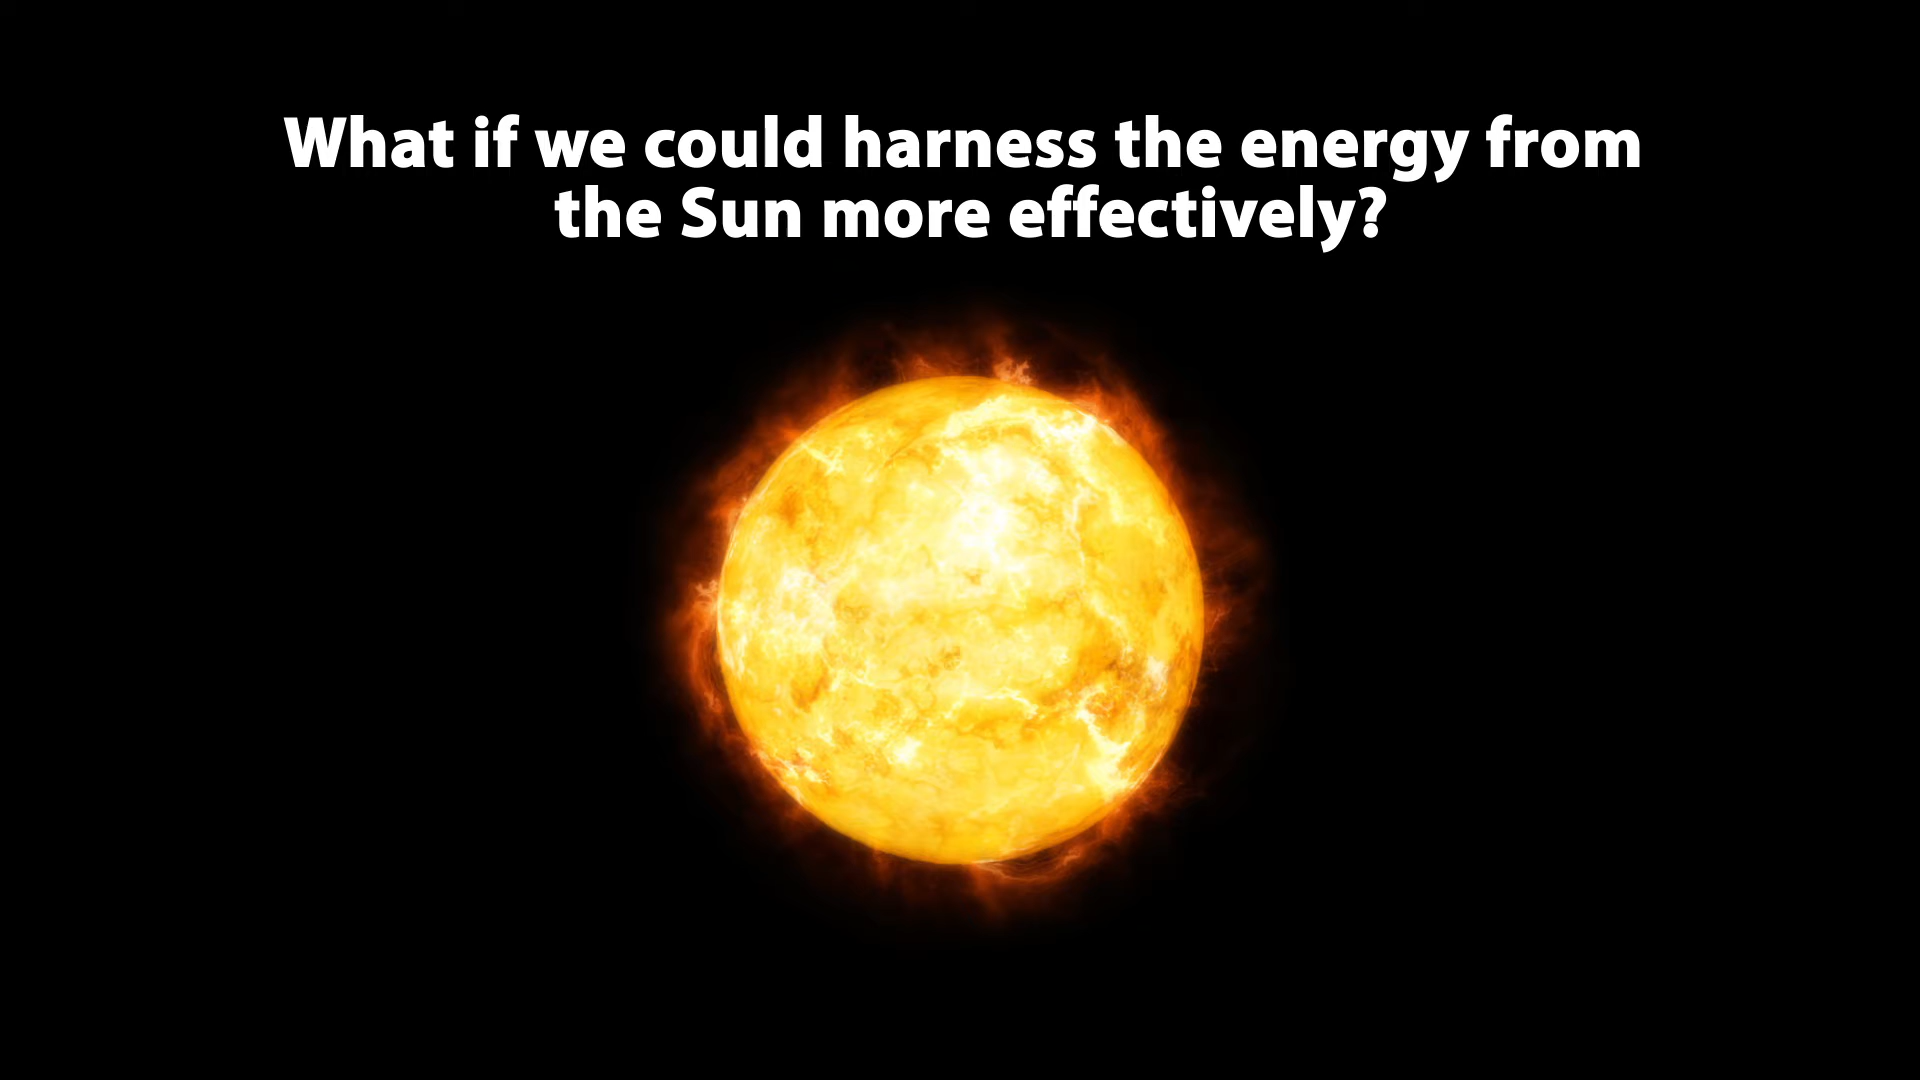 What if we could harness the energy from
the Sun more effectively?